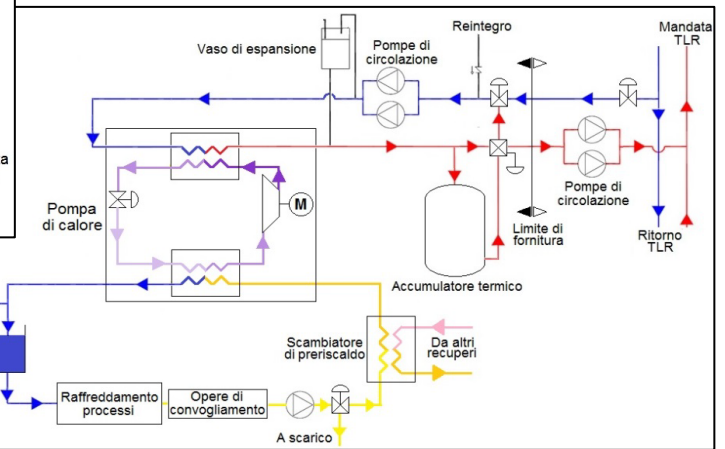 Reintegro
Mandata
TLR
Vaso di espansione
Pompe di
circolazione
ta
M
Pompa
di calore
Pompe di
circolazione
Limite di
fornitura
Ritorno
TLR
Accumulatore termico
Scambiatore
di preriscaldo
Da altri
recuperi
Raffreddamento
processi
Opere di
convogliamento
A scarico